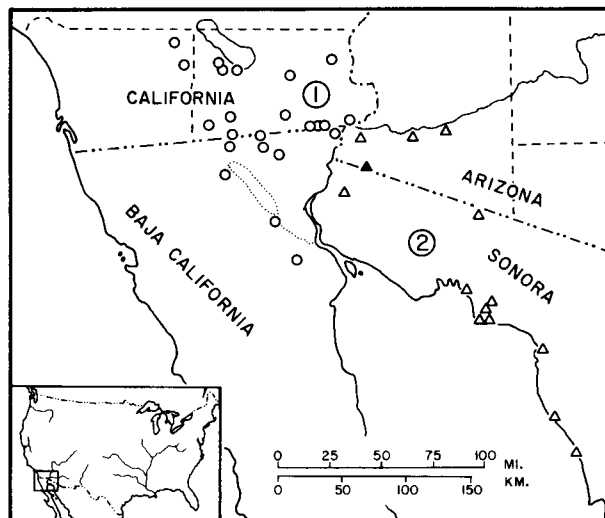 CALIFORNIA
1
ARIZONA
2
SONORA
BAJA CALIFORNIA
0 25 50 75 100 MI.
0 50 100 150 KM.